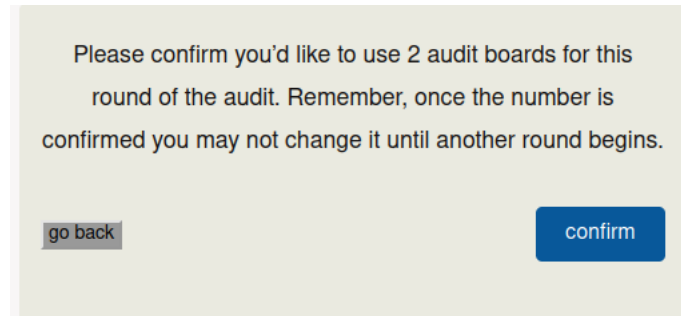 Please confirm you’d like to use 2 audit boards for this
round of the audit. Remember, once the number is
confirmed you may not change it until another round begins.
go back
confirm